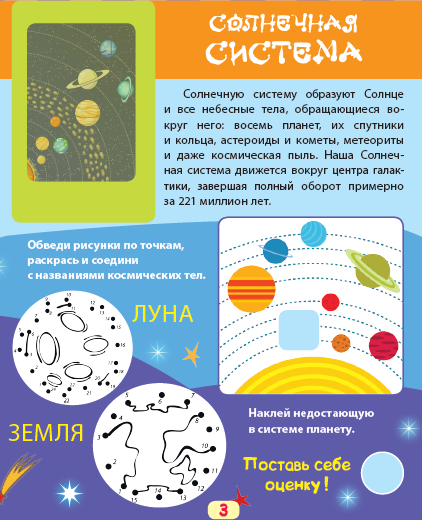 СОЛНЕЧНАЯ
СИСТЕМА
Солнечную систему образуют Солнце
и все небесные тела, обращающиеся во-
круг него: восемь планет, их спутники
и кольца, астероиды и кометы, метеориты
и даже космическая пыль. Наша Солнеч-
ная система движется вокруг центра галак-
тики, завершая полный оборот примерно
за 221 миллион лет.
Обведи рисунки по точкам,
раскрась и соедини
с названиями космических тел.
ЛУНА
ЗЕМЛЯ
Наклей недостающую
в системе планету.
Поставь себе
оценку!
3